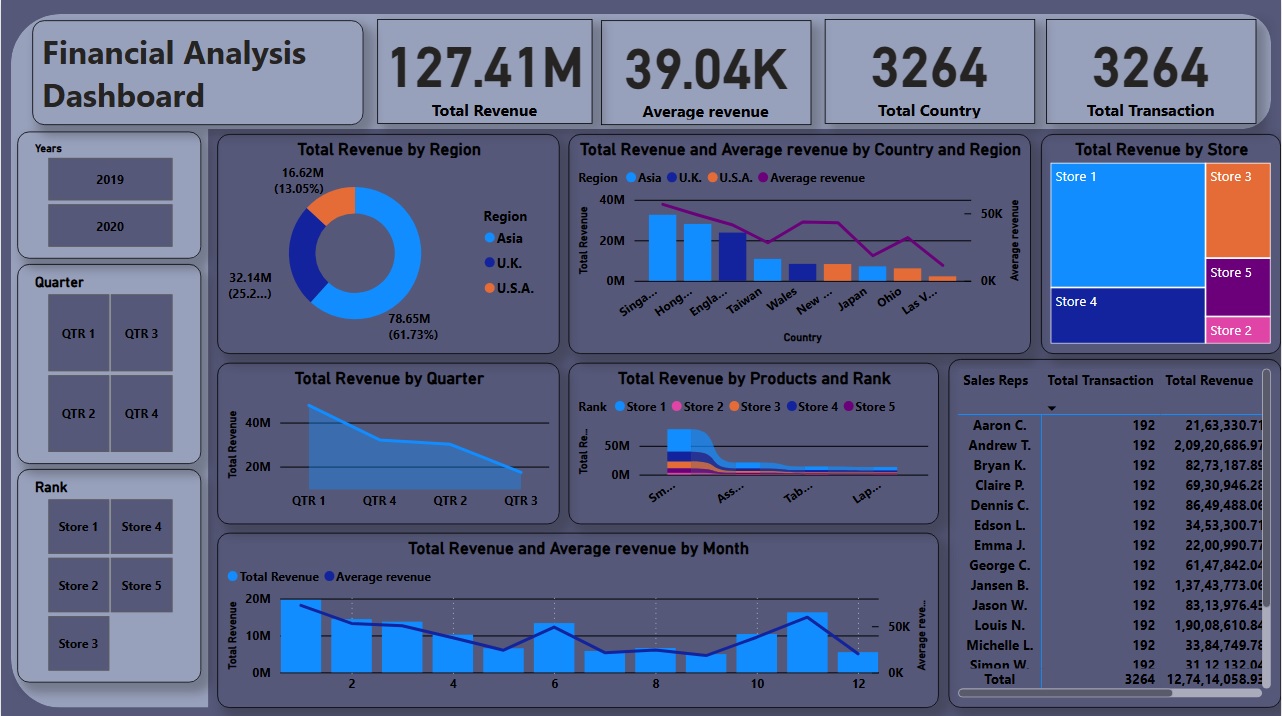 Financial Analysis
Dashboard
127.41M
Total Revenue
39.04K
Average revenue
3264
Total Country
3264
Total Transaction
Years
2019
2020
Quarter
QTR 1
QTR 3
QTR 2
QTR 4
Rank
Store 1
Store 4
Store 2
Store 5
Store 3
Total Revenue by Region
16.62M
(13.05%)
32.14M
(25.2...)
78.65M
(61.73%)
Region
Asia
U.K.
U.S.A.
Total Revenue and Average revenue by Country and Region
Region Asia U.K. U.S.A. Average revenue
Total Revenue
40M
20M
0M
Average revenue
50K
0K
Singa...
Hong...
Engla...
Taiwan
Wales
New ...
Japan
Ohio
Las V...
Country
Total Revenue by Store
Store 1
Store 3
Store 5
Store 4
Store 2
Total Revenue by Quarter
Total Revenue
40M
20M
QTR 1 QTR 4 QTR 2 QTR 3
Total Revenue by Products and Rank
Rank Store 1 Store 2 Store 3 Store 4 Store 5
Total Re...
50M
0M
Sm...
Ass...
Tab...
Lap...
Total Revenue and Average revenue by Month
Total Revenue Average revenue
Total Revenue
20M
10M
0M
Average reve...
50K
0K
2 4 6 8 10 12
Sales Reps Total Transaction Total Revenue
Aaron C. 192 21,63,330.71
Andrew T. 192 2,09,20,686.97
Bryan K. 192 82,73,187.89
Claire P. 192 69,30,946.28
Dennis C. 192 86,49,488.06
Edson L. 192 34,53,300.71
Emma J. 192 22,00,990.77
George C. 192 61,47,842.04
Jansen B. 192 1,37,43,773.06
Jason W. 192 83,13,976.45
Louis N. 192 1,90,08,610.84
Michelle L. 192 33,84,749.78
Simon W. 192 31,12,132.04
Total 3264 12,74,14,058.93